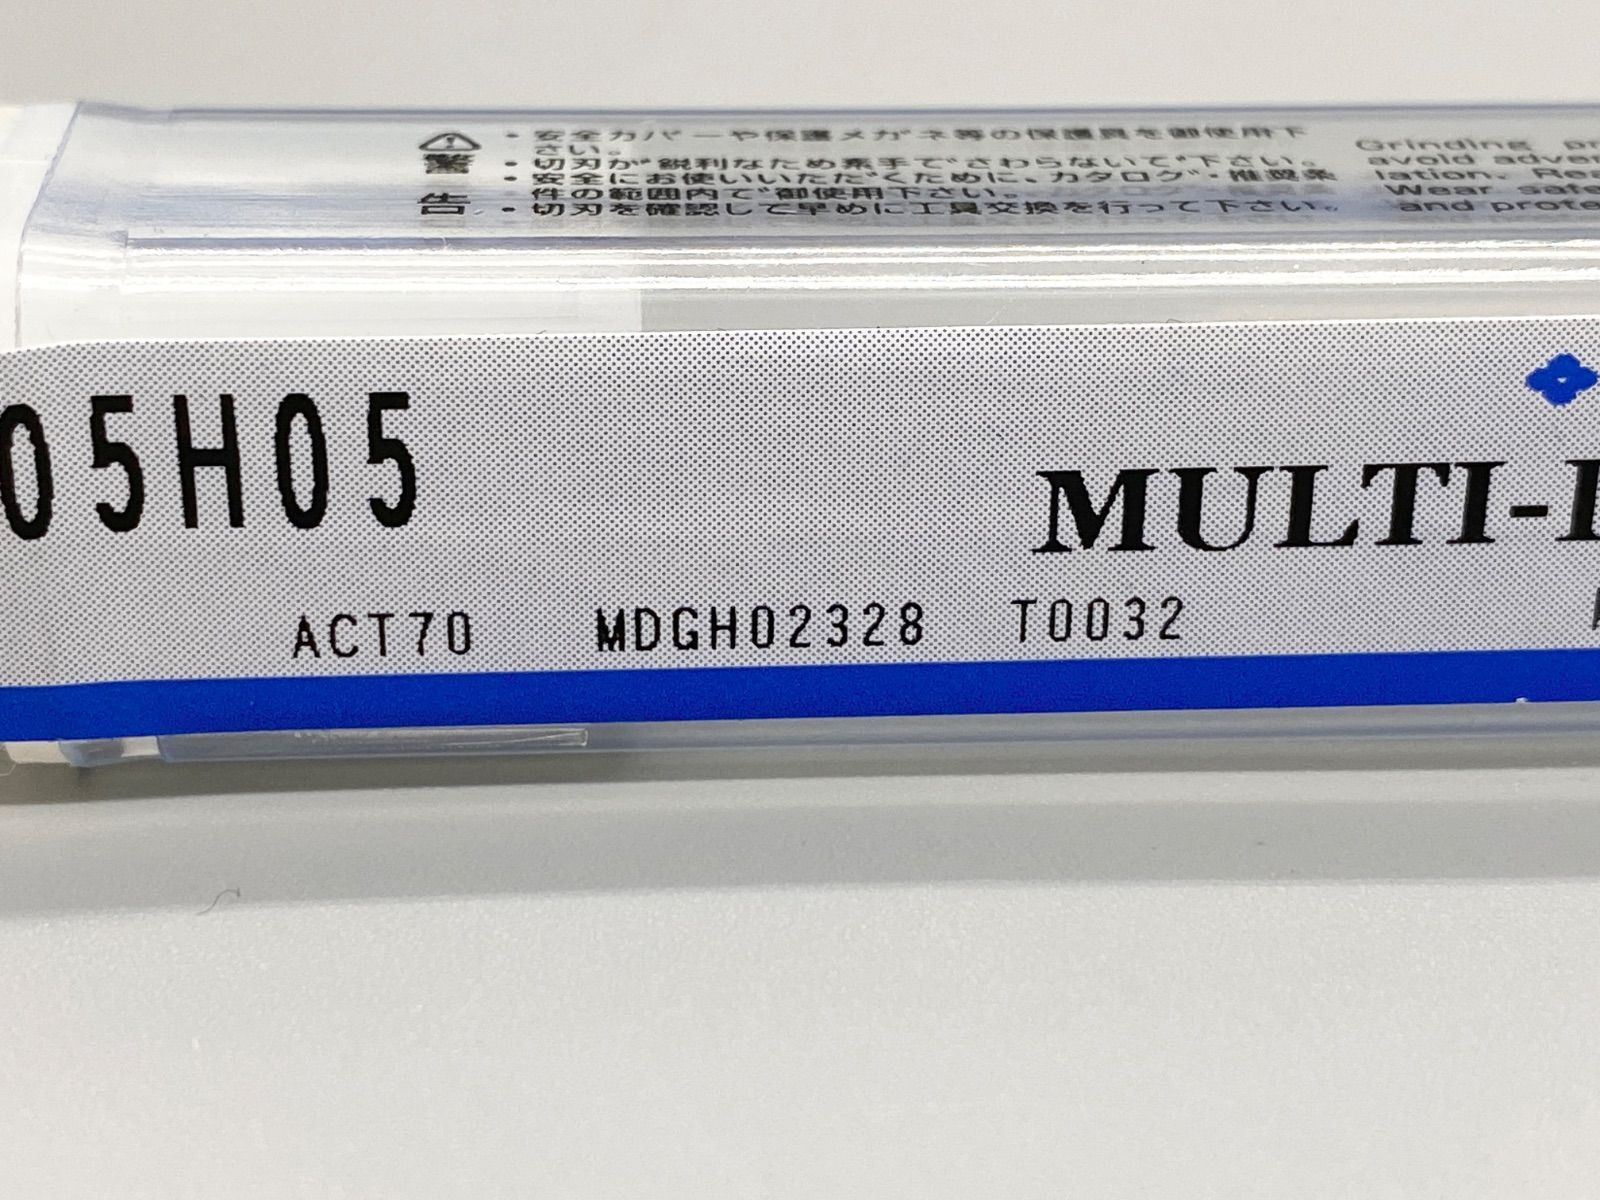 ・安全カバーや保護メガネ等の保護具を御使用下
さい。
警告
・切刃が鋭利なため素手でさわらないで下さい。
・安全にお使いいただくために、カタログ・推奨条
件の範囲内で御使用下さい。
・切刃を確認して早めに工具交換を行って下さい。
Grinding
avoid
lation.
Wear
and
05H05
MULTI-
ACT70 MDGH02328 T0032